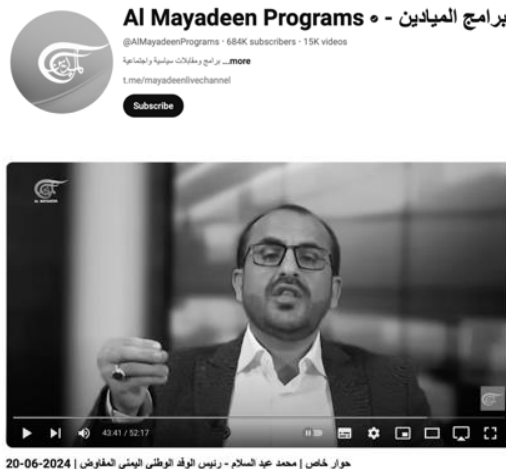 Al Mayadeen Programs - برامج الميادين
@AlMayadeenPrograms · 684K subscribers · 15K videos
برامج ومقابلات سياسية واجتماعية ...more
t.me/mayadeenlivechannel
Subscribe
AL MAYADEEN
43:41 / 52:17
حوار خاص | محمد عبد السلام - رئيس الوفد الوطني اليمني المفاوض | 2024-06-20